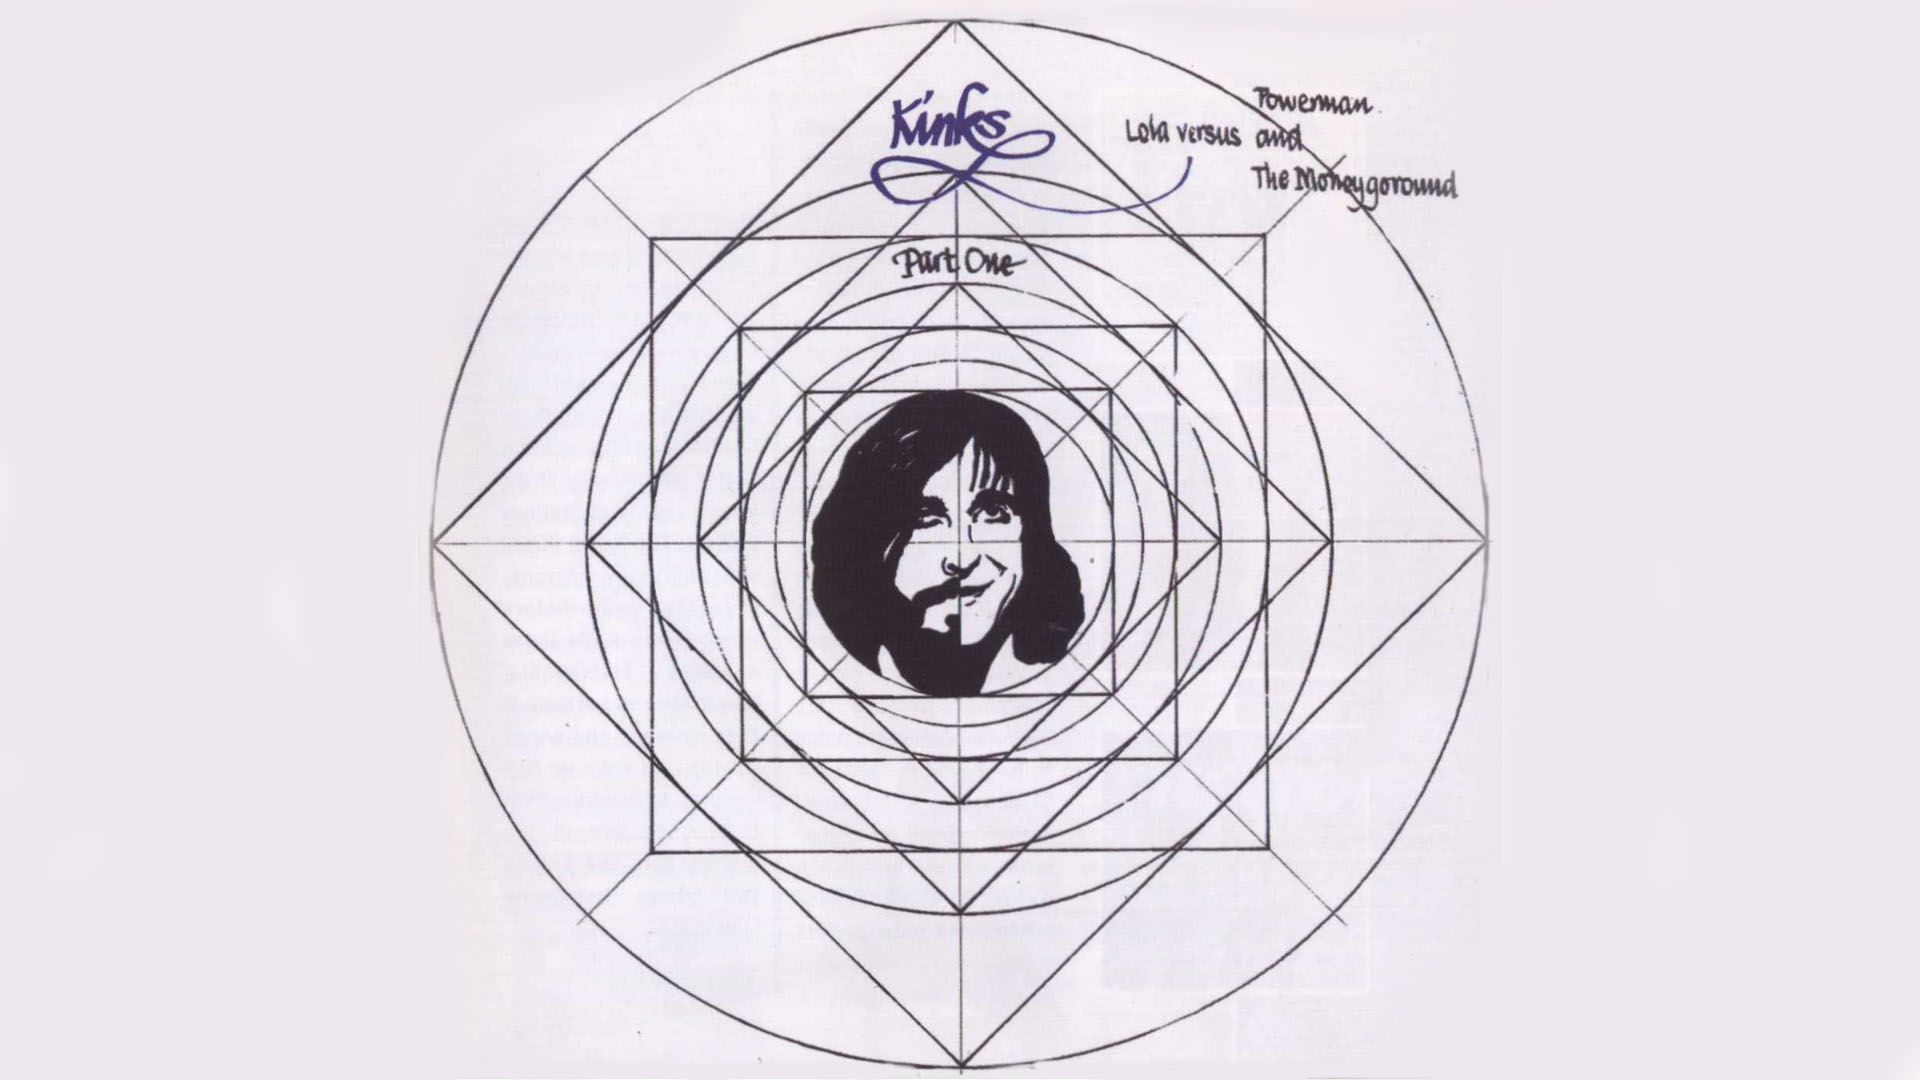 Kinks
Powerman
Lola versus and
The Moneygoround
Part One